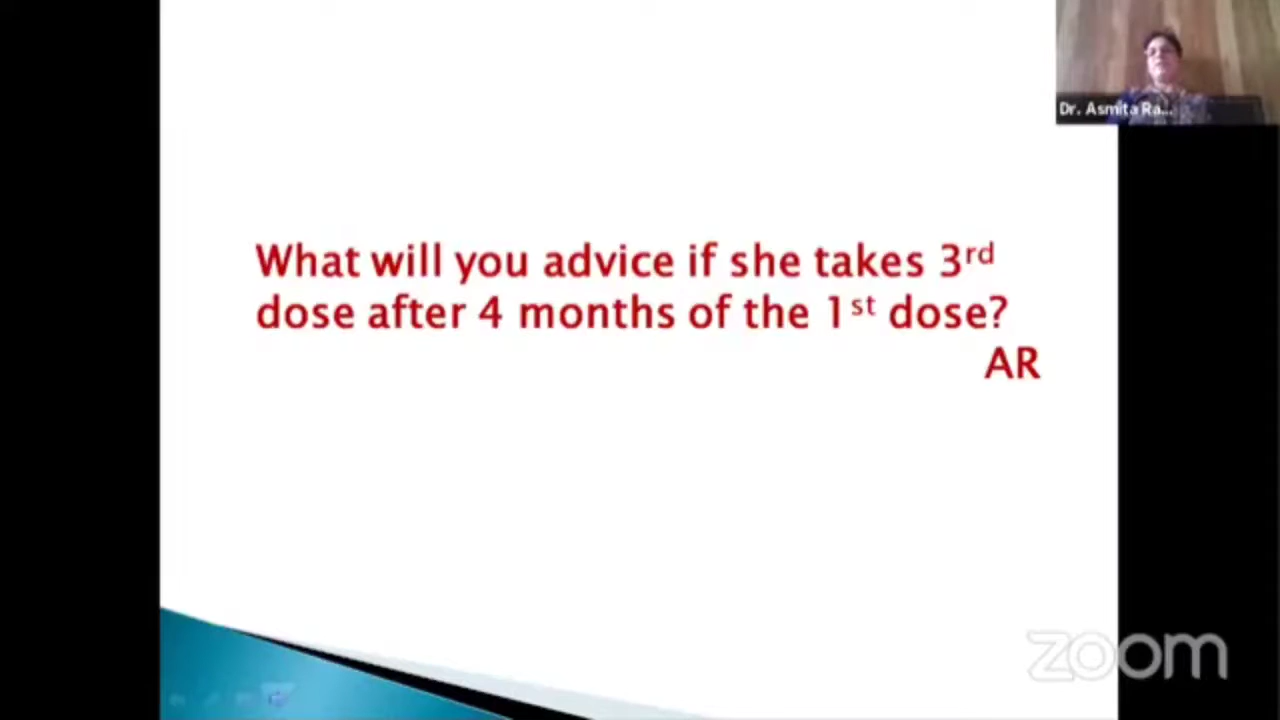 Dr. Asmita Ra...
What will you advice if she takes 3rd
dose after 4 months of the 1st dose?
AR
zoom